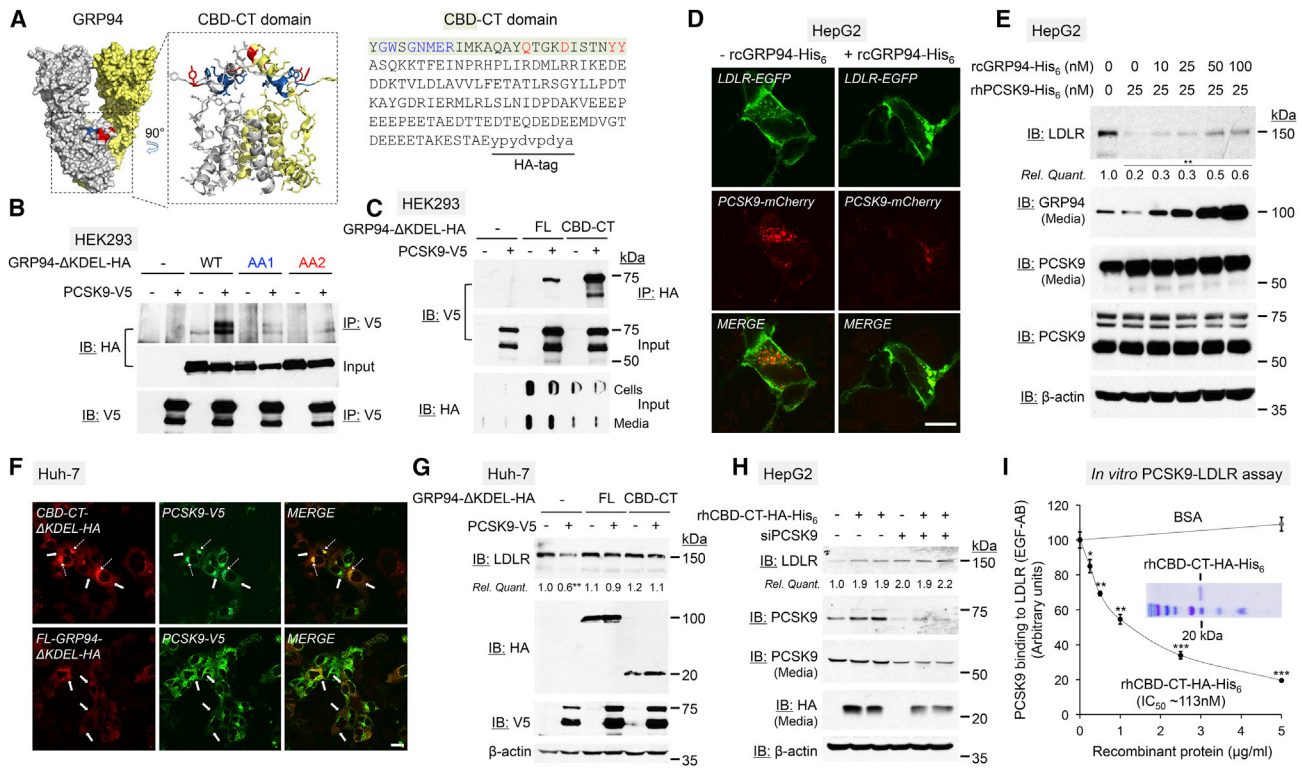 A
GRP94
CBD-CT domain
CBD-CT domain
YGWSGNMERIMKAQAYQTGKDISTNYY
ASQKKTFEINPRHPLIRDMLRRIKEDE
DDKTVLDLAVVLFETATLRSGYLLPDT
KAYGDRIERMLRLSLNIDPDAKVEEEP
EEEPEETAEDTTEDTEQDEDEEMDVGT
DEEEETAKESTAEypydvpdya
HA-tag
90°
B
HEK293
GRP94-ΔKDEL-HA
- WT AA1 AA2
PCSK9-V5
- + - + - + - +
IB: HA
IP: V5
Input
IB: V5
IP: V5
C
HEK293
GRP94-ΔKDEL-HA
- FL CBD-CT
PCSK9-V5
- + - + - +
kDa
75
IP: HA
IB: V5
75
Input
50
IB: HA
Cells
Input
Media
D
HepG2
- rcGRP94-His6 + rcGRP94-His6
LDLR-EGFP LDLR-EGFP
PCSK9-mCherry PCSK9-mCherry
MERGE MERGE
E
HepG2
rcGRP94-His6 (nM) 0 0 10 25 50 100
rhPCSK9-His6 (nM) 0 25 25 25 25 25
kDa
IB: LDLR
150
**
Rel. Quant. 1.0 0.2 0.3 0.3 0.5 0.6
IB: GRP94
(Media)
100
IB: PCSK9
(Media)
50
IB: PCSK9
75
50
IB: β-actin
35
F
Huh-7
CBD-CT-
ΔKDEL-HA
PCSK9-V5
MERGE
FL-GRP94-
ΔKDEL-HA
PCSK9-V5
MERGE
G
Huh-7
GRP94-ΔKDEL-HA
- FL CBD-CT
PCSK9-V5
- + - + - +
kDa
IB: LDLR
150
Rel. Quant. 1.0 0.6** 1.1 0.9 1.2 1.1
IB: HA
100
20
IB: V5
75
50
β-actin
35
H
HepG2
rhCBD-CT-HA-His6 - + + - + +
siPCSK9 - - - + + +
kDa
IB: LDLR
150
Rel. Quant. 1.0 1.9 1.9 2.0 1.9 2.2
IB: PCSK9
75
IB: PCSK9
(Media)
50
IB: HA
(Media)
20
IB: β-actin
35
I
In vitro PCSK9-LDLR assay
PCSK9 binding to LDLR (EGF-AB)
(Arbitrary units)
120
100
80
60
40
20
0
BSA
rhCBD-CT-HA-His6
20 kDa
*
**
**
***
***
rhCBD-CT-HA-His6
(IC50 ~113nM)
0 1 2 3 4 5
Recombinant protein (μg/ml)